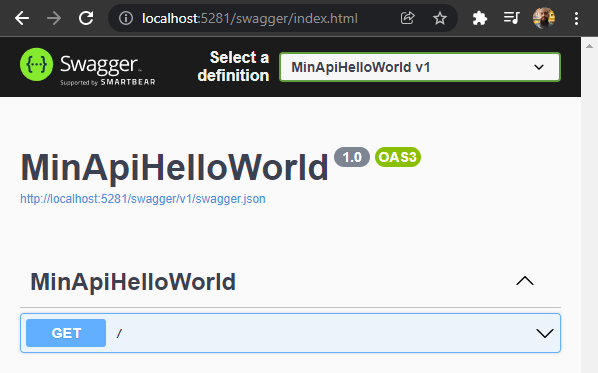 localhost:5281/swagger/index.html
Swagger
Supported by SMARTBEAR
Select a
definition
MinApiHelloWorld v1
MinApiHelloWorld 1.0 OAS3
http://localhost:5281/swagger/v1/swagger.json
MinApiHelloWorld
GET /